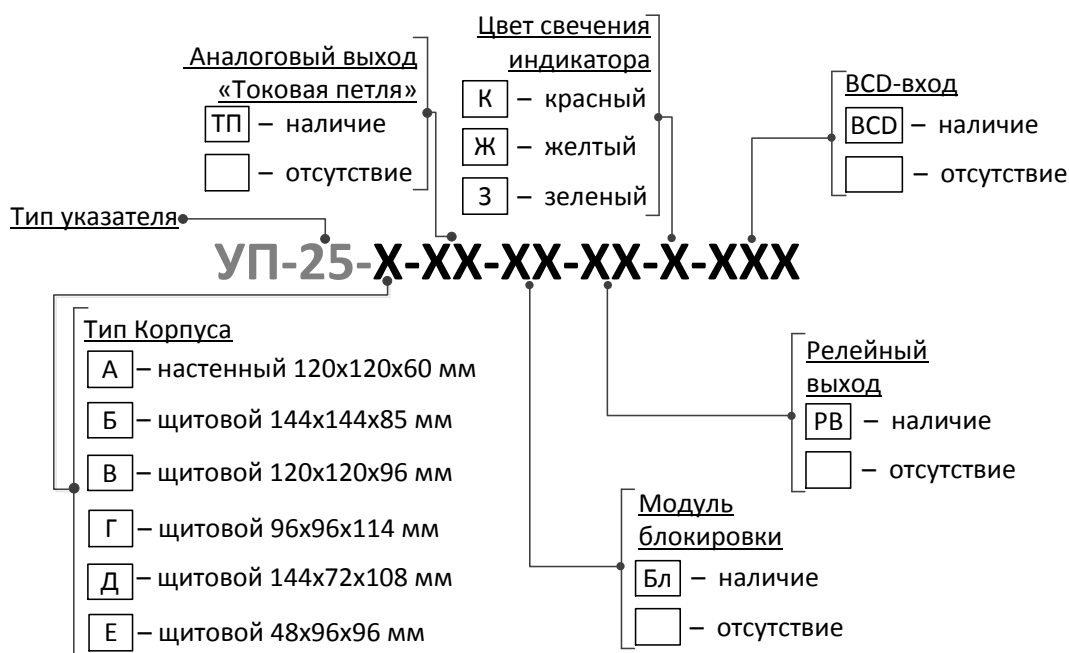 Аналоговый выход
«Токовая петля»
ТП – наличие
– отсутствие
Цвет свечения
индикатора
К – красный
Ж – желтый
З – зеленый
BCD-вход
BCD – наличие
– отсутствие
Тип указателя
УП-25-Х-ХХ-ХХ-ХХ-Х-ХХХ
Тип Корпуса
А – настенный 120х120х60 мм
Б – щитовой 144х144х85 мм
В – щитовой 120х120х96 мм
Г – щитовой 96х96х114 мм
Д – щитовой 144х72х108 мм
Е – щитовой 48х96х96 мм
Релейный
выход
РВ – наличие
– отсутствие
Модуль
блокировки
Бл – наличие
– отсутствие